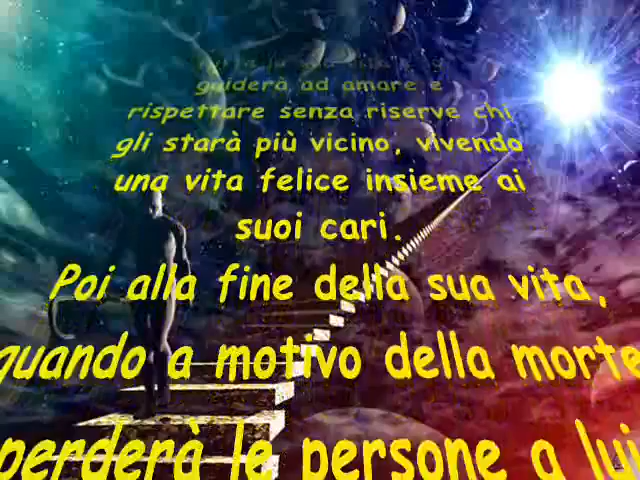 guiderà ad amare e
rispettare senza riserve chi
gli starà più vicino, vivendo
una vita felice insieme ai
suoi cari.
Poi alla fine della sua vita,
quando a motivo della morte
perderà le persone a lui